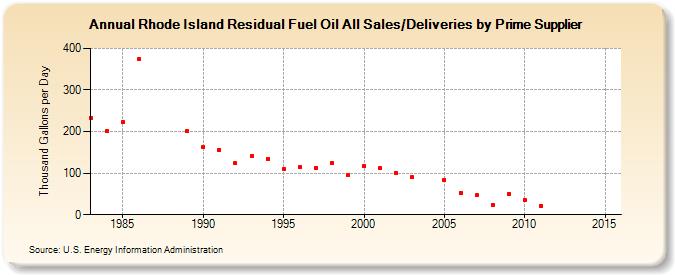 Annual Rhode Island Residual Fuel Oil All Sales/Deliveries by Prime Supplier
Thousand Gallons per Day
400
300
200
100
0
1985 1990 1995 2000 2005 2010 2015
Source: U.S. Energy Information Administration